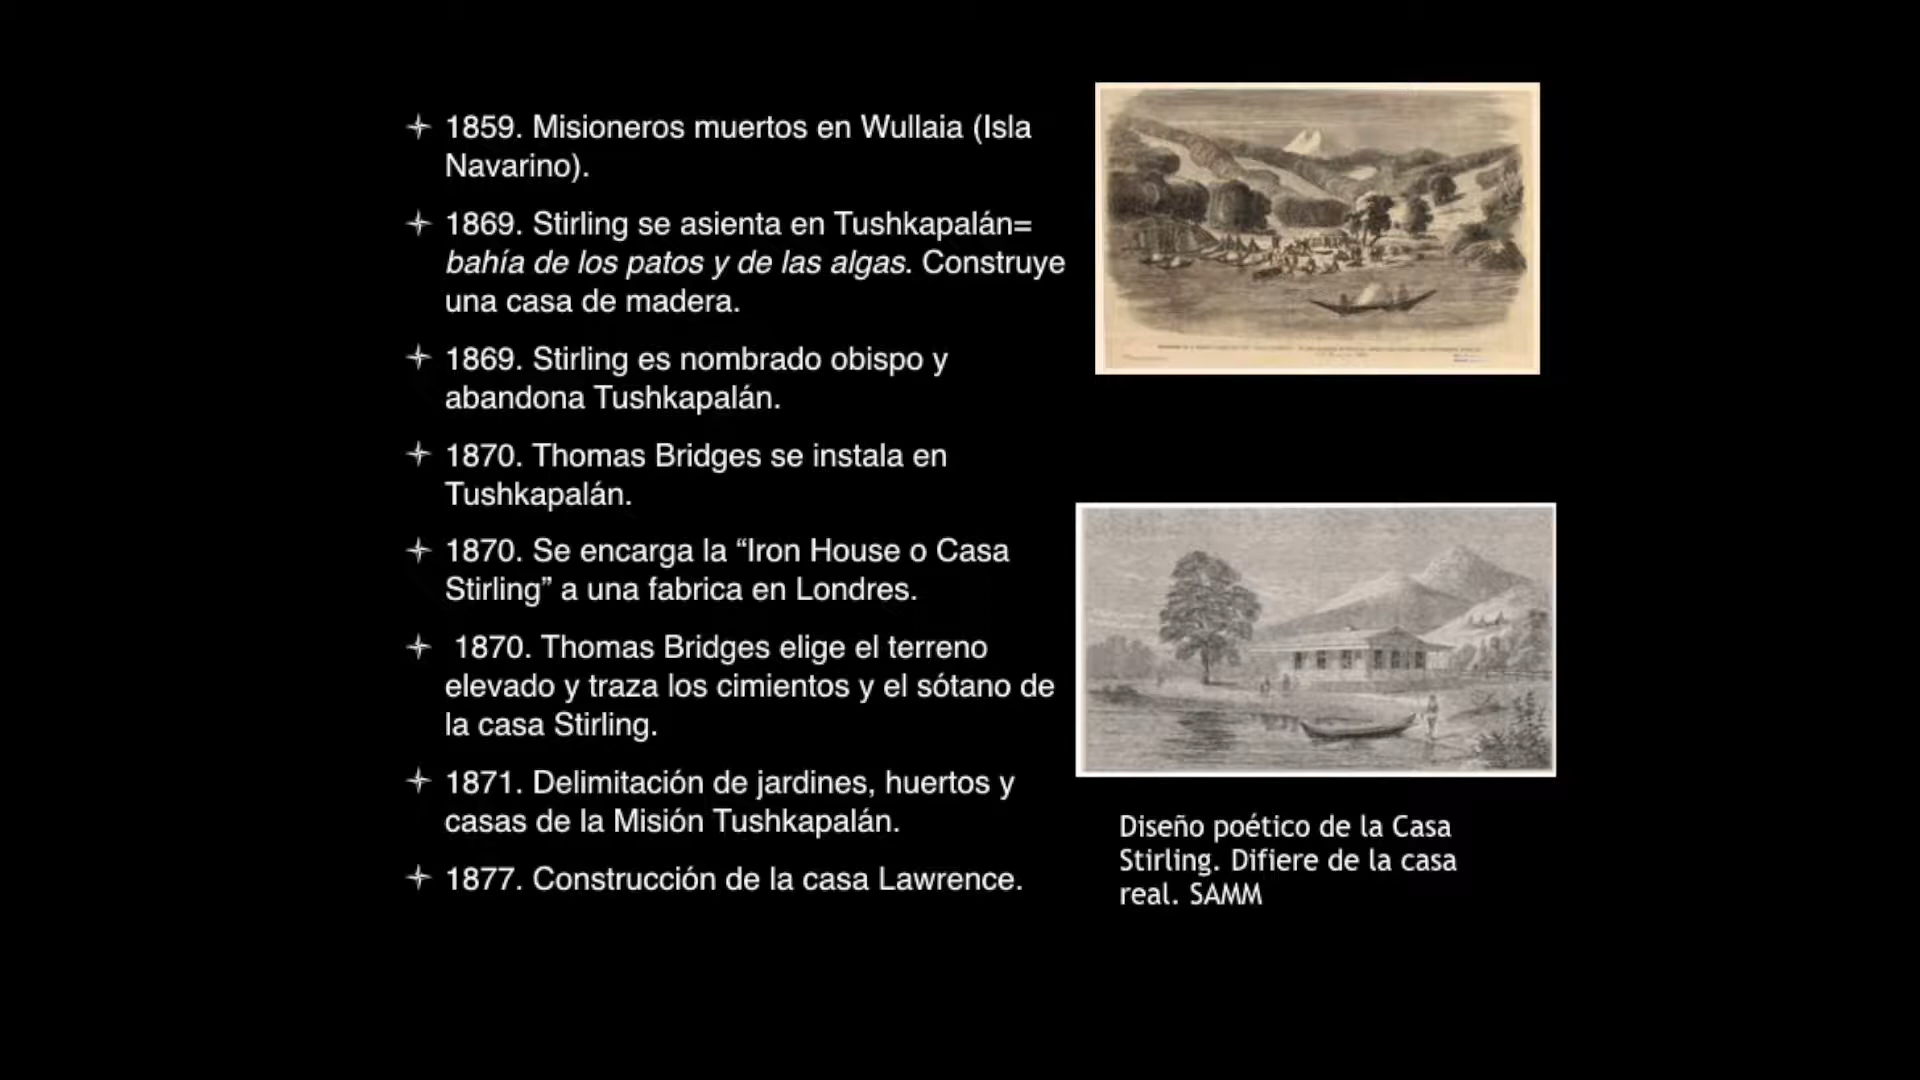 1859. Misioneros muertos en Wullaia (Isla
Navarino).
1869. Stirling se asienta en Tushkapalán=
bahía de los patos y de las algas. Construye
una casa de madera.
1869. Stirling es nombrado obispo y
abandona Tushkapalán.
1870. Thomas Bridges se instala en
Tushkapalán.
1870. Se encarga la “Iron House o Casa
Stirling” a una fabrica en Londres.
1870. Thomas Bridges elige el terreno
elevado y traza los cimientos y el sótano de
la casa Stirling.
1871. Delimitación de jardines, huertos y
casas de la Misión Tushkapalán.
1877. Construcción de la casa Lawrence.
Diseño poético de la Casa
Stirling. Difiere de la casa
real. SAMM